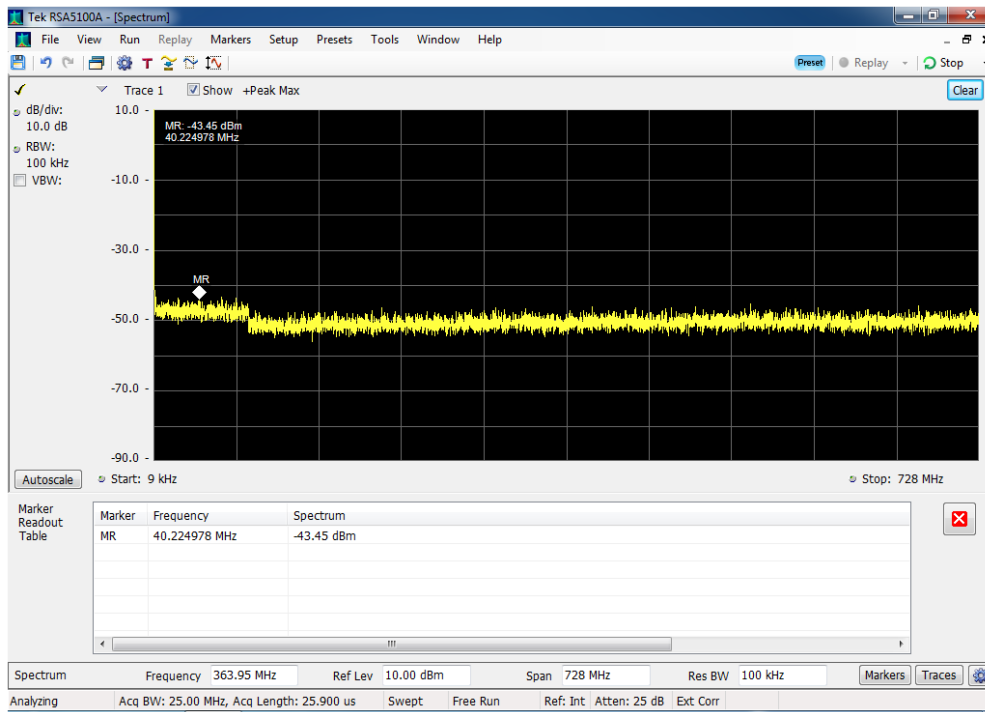 Tek RSA5100A - [Spectrum]
File View Run Replay Markers Setup Presets Tools Window Help
T Preset Replay Stop
Trace 1 Show +Peak Max Clear
dB/div:
10.0 dB
RBW:
100 kHz
VBW:
10.0 -
MR: -43.45 dBm
40.224978 MHz
-10.0 -
-30.0 -
MR
-50.0 -
-70.0 -
-90.0 -
Autoscale Start: 9 kHz Stop: 728 MHz
Marker
Readout
Table
Marker Frequency Spectrum
MR 40.224978 MHz -43.45 dBm
Spectrum Frequency 363.95 MHz Ref Lev 10.00 dBm Span 728 MHz Res BW 100 kHz Markers Traces
Analyzing Acq BW: 25.00 MHz, Acq Length: 25.900 us Swept Free Run Ref: Int Atten: 25 dB Ext Corr